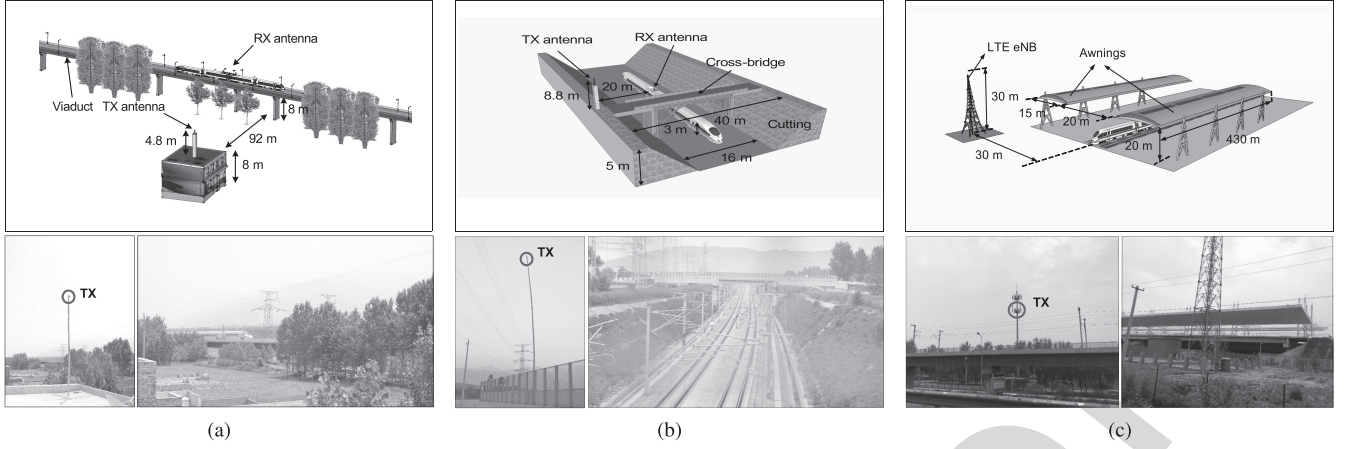 RX antenna
Viaduct
TX antenna
8 m
4.8 m
92 m
8 m
TX
(a)
TX antenna
RX antenna
Cross-bridge
20 m
8.8 m
40 m
3 m
Cutting
5 m
16 m
TX
(b)
LTE eNB
Awnings
30 m
15 m
20 m
20 m
430 m
30 m
TX
(c)